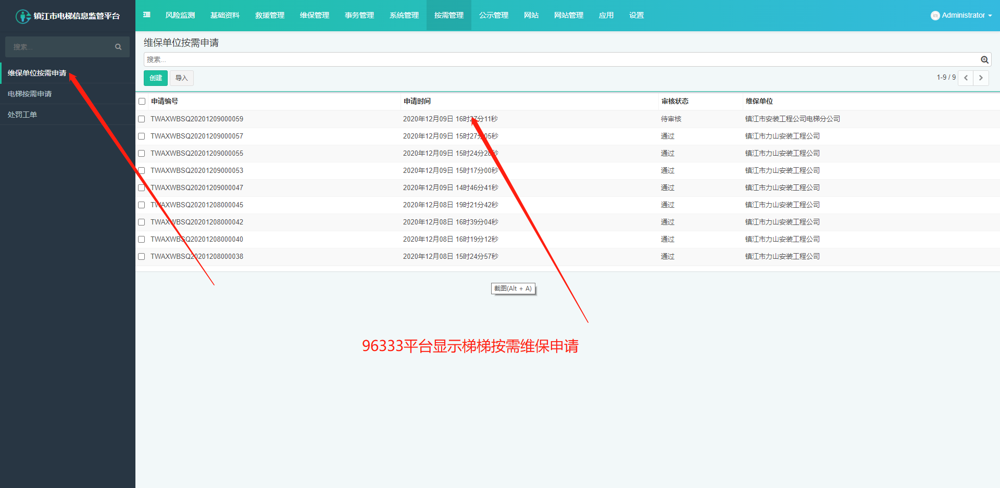 镇江市电梯信息监管平台
风险监测 基础资料 救援管理 维保管理 事务管理 系统管理 按需管理 公示管理 网站 网站管理 应用 设置 Administrator
搜索...
维保单位按需申请
电梯按需申请
处罚工单
维保单位按需申请
搜索...
创建 导入 1-9 / 9
申请编号 申请时间 审核状态 维保单位
TWAXWBSQ20201209000059 2020年12月09日 16时27分11秒 待审核 镇江市安装工程公司电梯分公司
TWAXWBSQ20201209000057 2020年12月09日 15时27分05秒 通过 镇江市力山安装工程公司
TWAXWBSQ20201209000055 2020年12月09日 15时24分28秒 通过 镇江市力山安装工程公司
TWAXWBSQ20201209000053 2020年12月09日 15时17分00秒 通过 镇江市力山安装工程公司
TWAXWBSQ20201209000047 2020年12月09日 14时46分41秒 通过 镇江市力山安装工程公司
TWAXWBSQ20201208000045 2020年12月08日 19时21分42秒 通过 镇江市力山安装工程公司
TWAXWBSQ20201208000042 2020年12月08日 16时39分04秒 通过 镇江市力山安装工程公司
TWAXWBSQ20201208000040 2020年12月08日 16时19分12秒 通过 镇江市力山安装工程公司
TWAXWBSQ20201208000038 2020年12月08日 15时24分57秒 通过 镇江市力山安装工程公司
截图(Alt + A)
96333平台显示梯梯按需维保申请